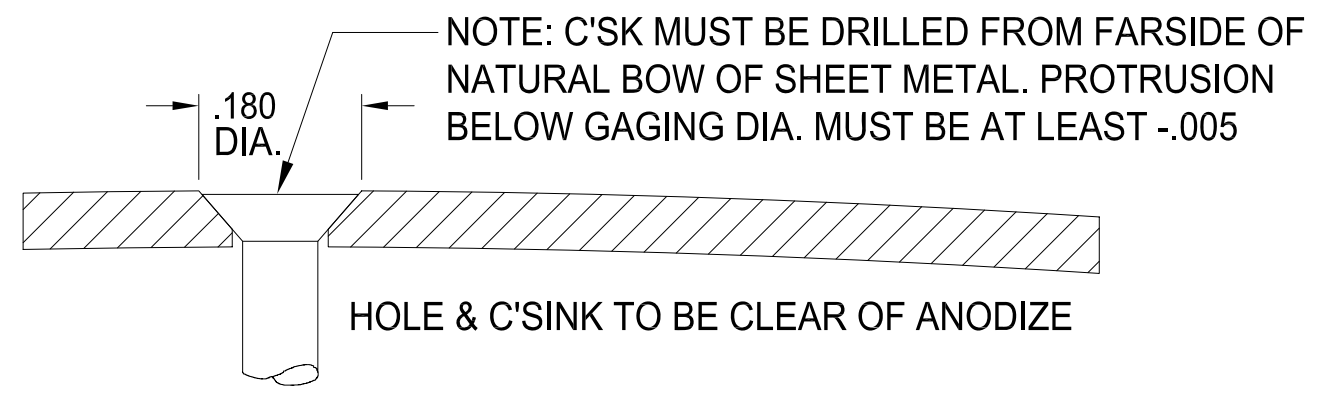 NOTE: C'SK MUST BE DRILLED FROM FARSIDE OF
NATURAL BOW OF SHEET METAL. PROTRUSION
BELOW GAGING DIA. MUST BE AT LEAST -.005
.180
DIA.
HOLE & C'SINK TO BE CLEAR OF ANODIZE